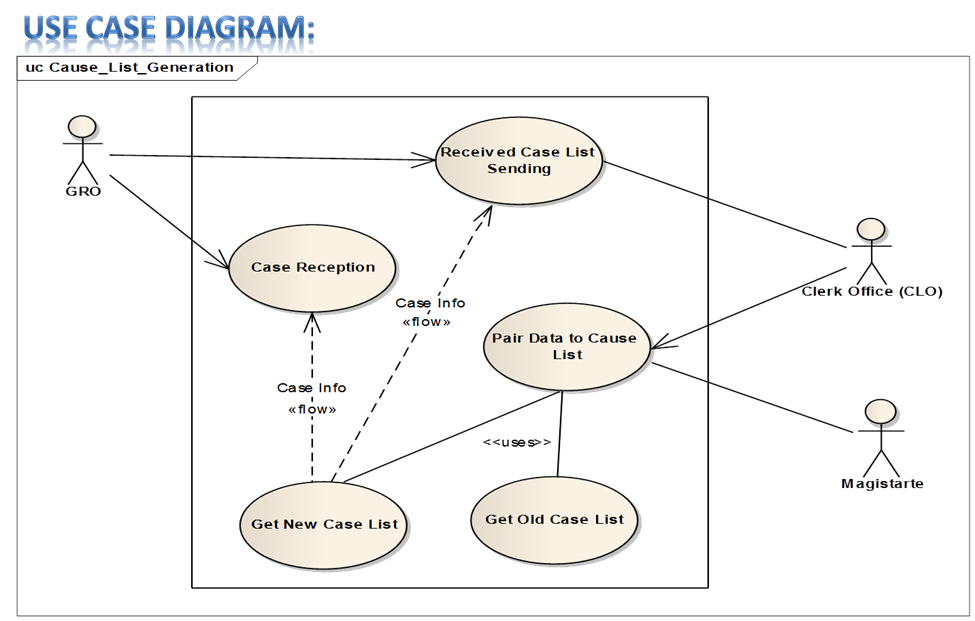 USE CASE DIAGRAM:
uc Cause_List_Generation
GRO
Received Case List
Sending
Case Reception
Clerk Office (CLO)
Case Info
«flow»
Pair Data to Cause
List
Case Info
«flow»
<<uses>>
Magistarte
Get New Case List
Get Old Case List